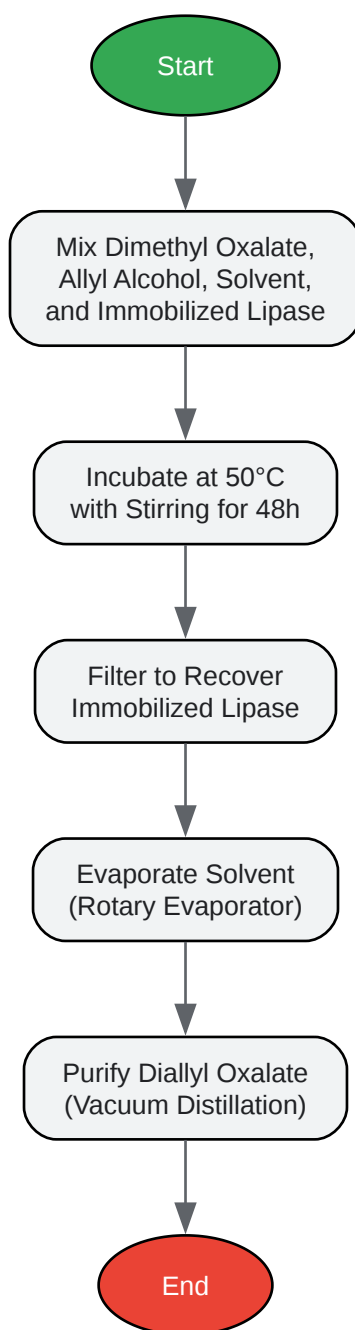 Start
Mix Dimethyl Oxalate,
Allyl Alcohol, Solvent,
and Immobilized Lipase
Incubate at 50°C
with Stirring for 48h
Filter to Recover
Immobilized Lipase
Evaporate Solvent
(Rotary Evaporator)
Purify Diallyl Oxalate
(Vacuum Distillation)
End